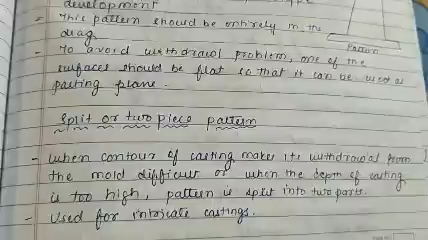 development
- This pattern should be entirely in the
drag.
Pattern
- To avoid withdrawl problem, one of the
surfaces should be flat so that it can be used as
parting plane.
Split or two piece pattern
- when contour of casting makes its withdrawal from
the mold difficult or when the depth of casting
is too high, pattern is split into two parts.
- Used for intricate castings.